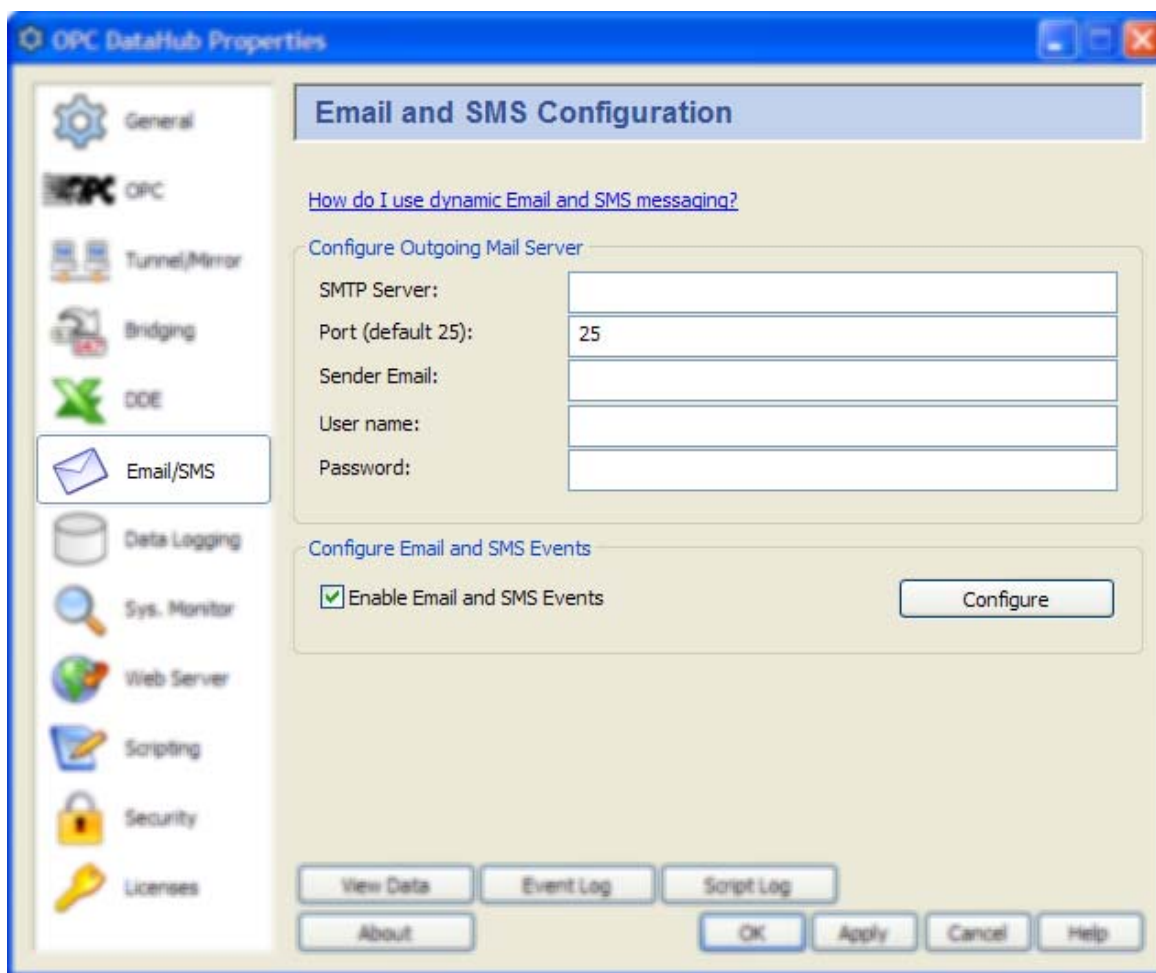 OPC DataHub Properties
General
OPC OPC
Tunnel/Mirror
Bridging
DDE
Email/SMS
Data Logging
Sys. Monitor
Web Server
Scripting
Security
Licenses
Email and SMS Configuration
How do I use dynamic Email and SMS messaging?
Configure Outgoing Mail Server
SMTP Server:
Port (default 25): 25
Sender Email:
User name:
Password:
Configure Email and SMS Events
Enable Email and SMS Events Configure
View Data Event Log Script Log
About OK Apply Cancel Help